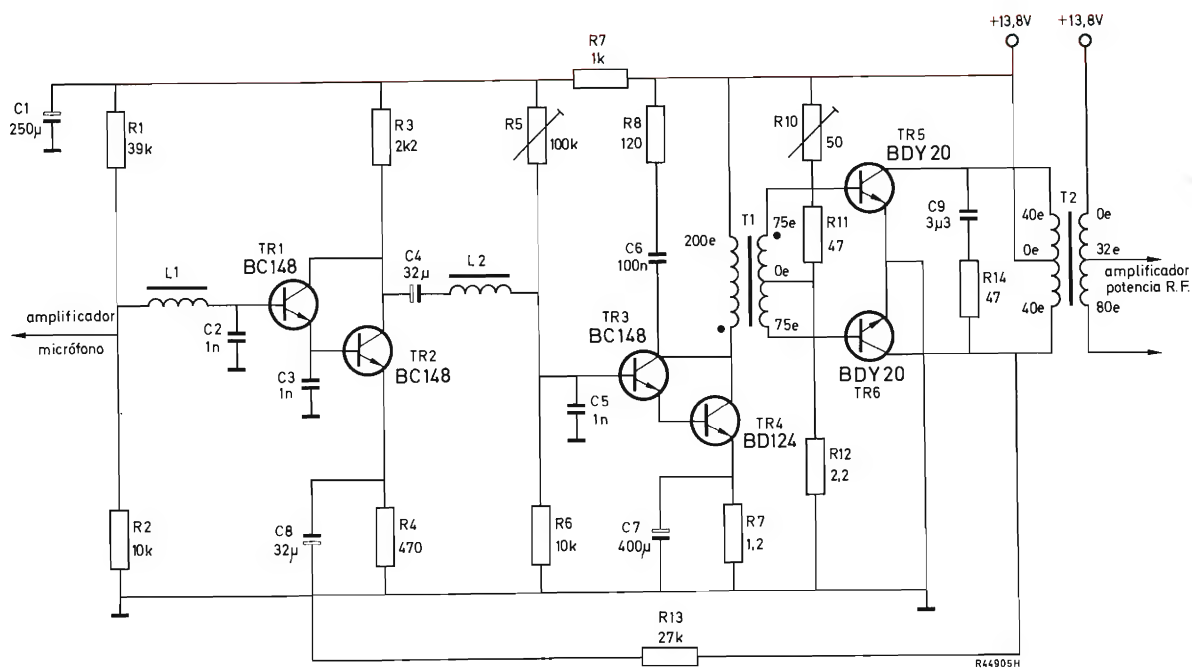 +13,8V
+13,8V
R7
1k
C1
250µ
R1
39k
R3
2k2
R5
100k
R8
120
R10
50
TR5
BDY 20
T1
200e
75e
0e
75e
R11
47
C9
3µ3
40e
0e
40e
T2
0e
32e
80e
amplificador
potencia R.F.
R14
47
L1
TR1
BC148
C4
32µ
L2
C6
100n
amplificador
micrófono
C2
1n
C3
1n
TR2
BC148
TR3
BC148
C5
1n
TR4
BD124
BDY 20
TR6
R12
2,2
R2
10k
C8
32µ
R4
470
R6
10k
C7
400µ
R7
1,2
R13
27k
R44905H